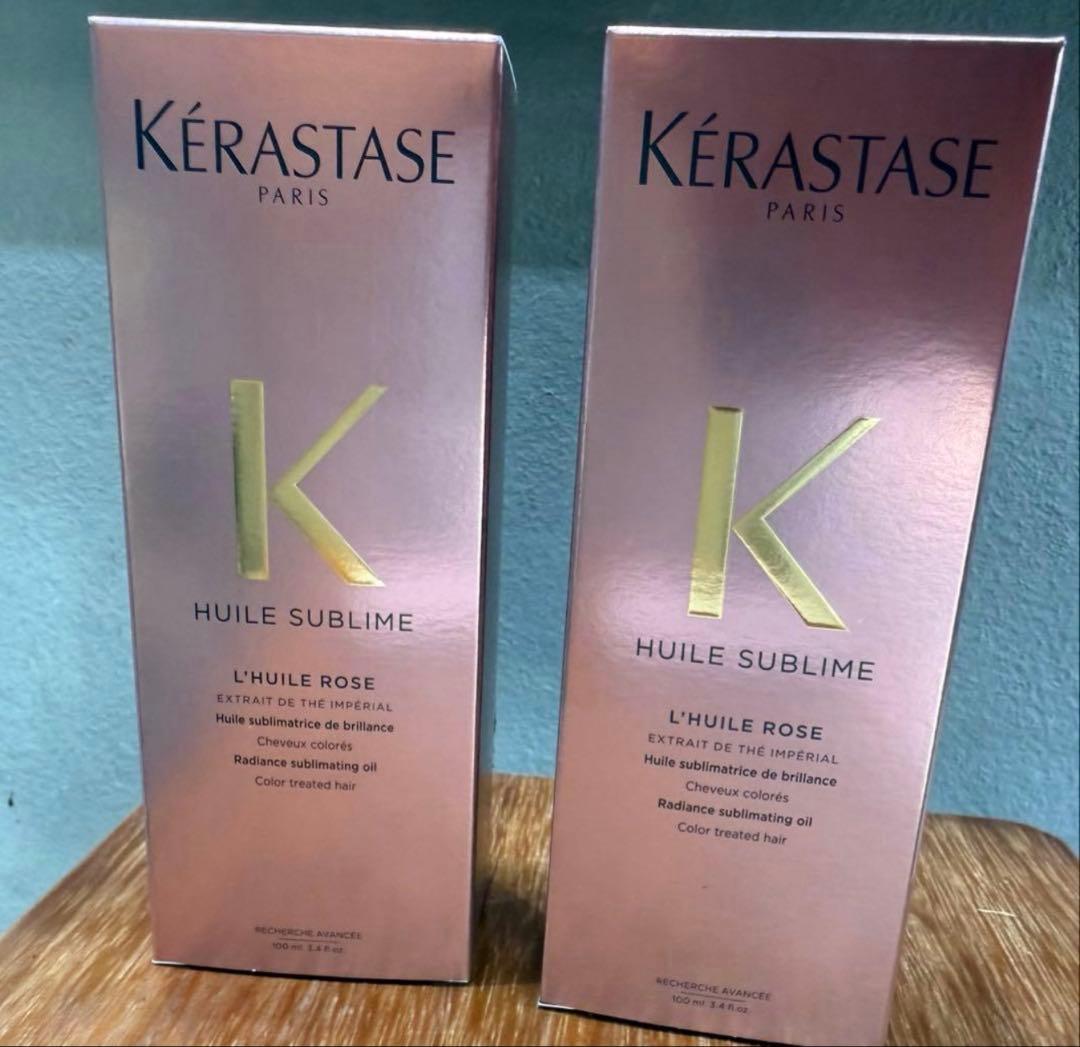 KÉRASTASE
PARIS
K
HUILE SUBLIME
L'HUILE ROSE
EXTRAIT DE THÉ IMPÉRIAL
Huile sublimatrice de brillance
Cheveux colorés
Radiance sublimating oil
Color treated hair
RECHERCHE AVANCÉE
100 ml 3.4 fl.oz.
KÉRASTASE
PARIS
K
HUILE SUBLIME
L'HUILE ROSE
EXTRAIT DE THÉ IMPÉRIAL
Huile sublimatrice de brillance
Cheveux colorés
Radiance sublimating oil
Color treated hair
RECHERCHE AVANCÉE
100 ml 3.4 fl.oz.